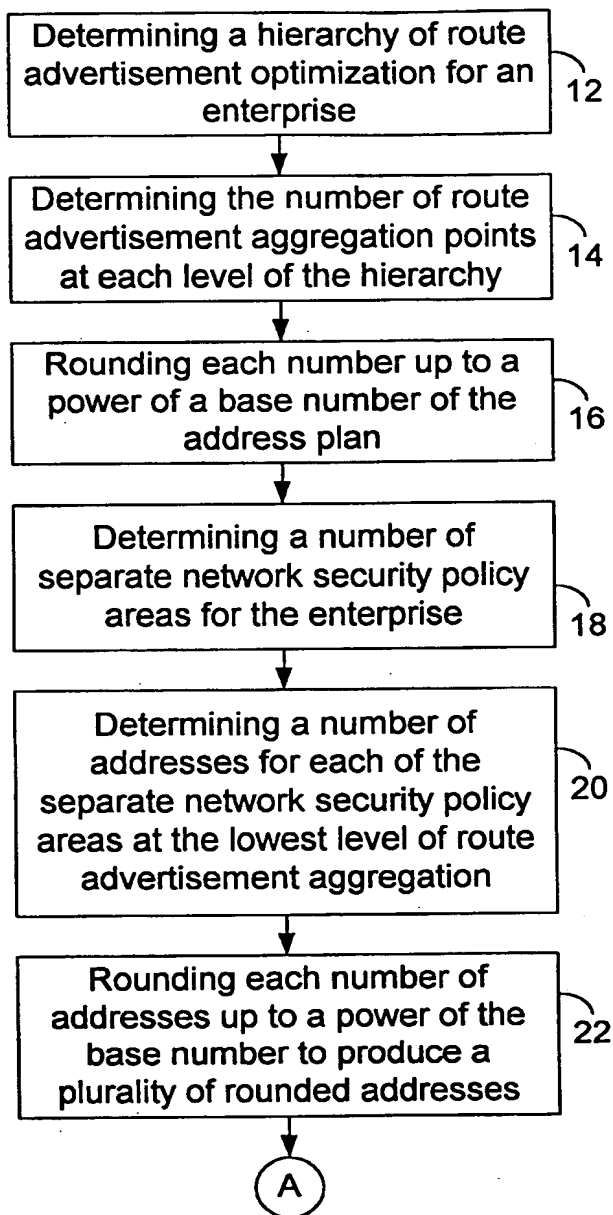 Determining a hierarchy of route
advertisement optimization for an
enterprise
12
Determining the number of route
advertisement aggregation points
at each level of the hierarchy
14
Rounding each number up to a
power of a base number of the
address plan
16
Determining a number of
separate network security policy
areas for the enterprise
18
Determining a number of
addresses for each of the
separate network security policy
areas at the lowest level of route
advertisement aggregation
20
Rounding each number of
addresses up to a power of the
base number to produce a
plurality of rounded addresses
22
A